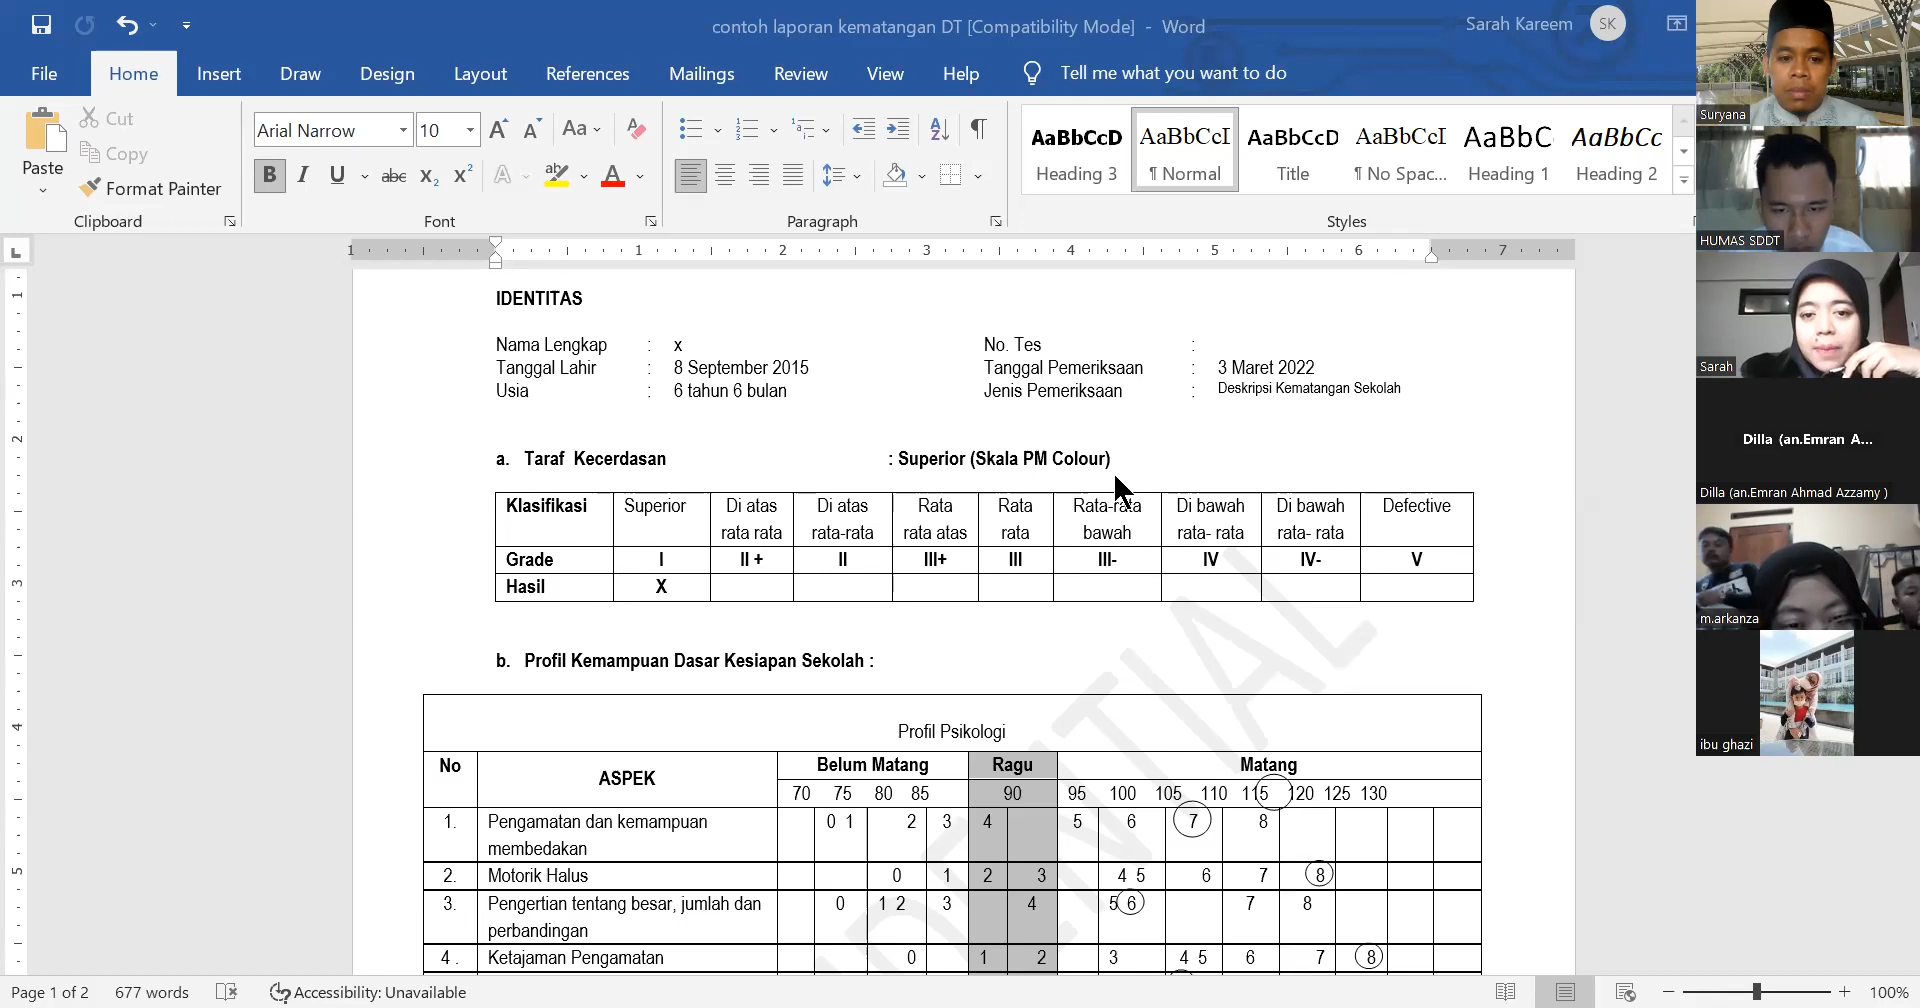 contoh laporan kematangan DT [Compatibility Mode] - Word
Sarah Kareem SK
File Home Insert Draw Design Layout References Mailings Review View Help Tell me what you want to do
Paste
Cut
Copy
Format Painter
Clipboard
Arial Narrow 10
Font
Paragraph
AaBbCcD AaBbCcI AaBbCcD AaBbCcI AaBbC AaBbCc
Heading 3 ¶ Normal Title ¶ No Spac... Heading 1 Heading 2
Styles
1 1 2 3 4 5 6 7
IDENTITAS
Nama Lengkap : x No. Tes :
Tanggal Lahir : 8 September 2015 Tanggal Pemeriksaan : 3 Maret 2022
Usia : 6 tahun 6 bulan Jenis Pemeriksaan : Deskripsi Kematangan Sekolah
a. Taraf Kecerdasan : Superior (Skala PM Colour)
Klasifikasi Superior Di atas rata rata Di atas rata-rata Rata rata atas Rata rata Rata-rata bawah Di bawah rata- rata Di bawah rata- rata Defective
Grade I II + II III+ III III- IV IV- V
Hasil X
b. Profil Kemampuan Dasar Kesiapan Sekolah :
Profil Psikologi
No ASPEK Belum Matang Ragu Matang
70 75 80 85 90 95 100 105 110 115 120 125 130
1. Pengamatan dan kemampuan membedakan 0 1 2 3 4 5 6 7 8
2. Motorik Halus 0 1 2 3 4 5 6 7 8
3. Pengertian tentang besar, jumlah dan perbandingan 0 1 2 3 4 5 6 7 8
4 . Ketajaman Pengamatan 0 1 2 3 4 5 6 7 8
Page 1 of 2 677 words Accessibility: Unavailable 100%
Suryana
HUMAS SDDT
Sarah
Dilla (an.Emran A...
Dilla (an.Emran Ahmad Azzamy )
m.arkanza
ibu ghazi